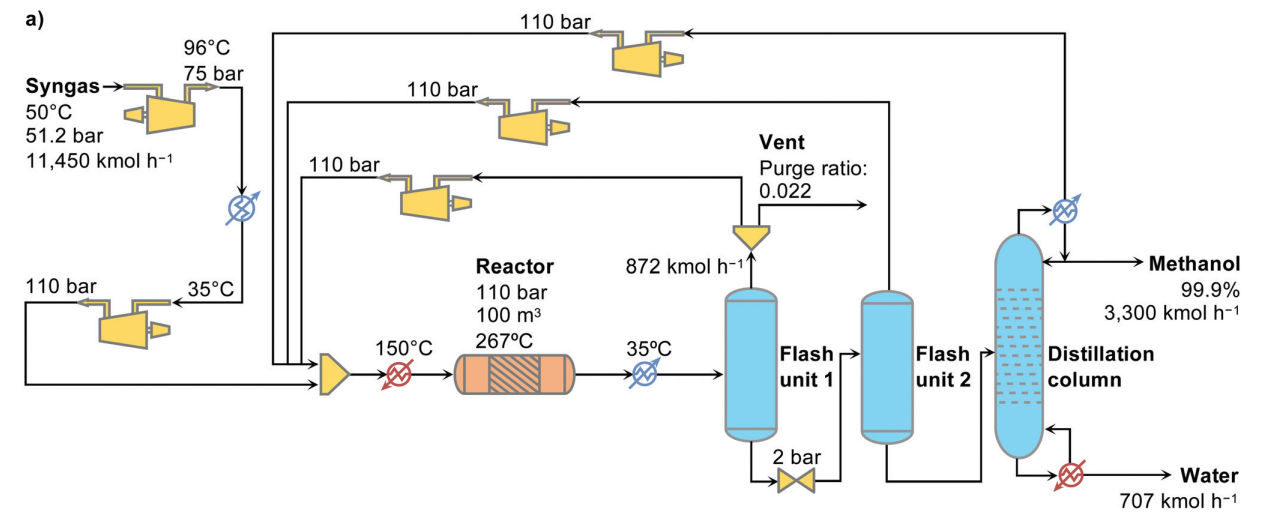 a)
110 bar
96°C
75 bar
Syngas
50°C
51.2 bar
11,450 kmol h⁻¹
110 bar
Vent
Purge ratio:
0.022
110 bar
872 kmol h⁻¹
Reactor
110 bar
100 m³
267ºC
110 bar
35°C
150°C
35ºC
Flash
unit 1
Flash
unit 2
Distillation
column
Methanol
99.9%
3,300 kmol h⁻¹
2 bar
Water
707 kmol h⁻¹